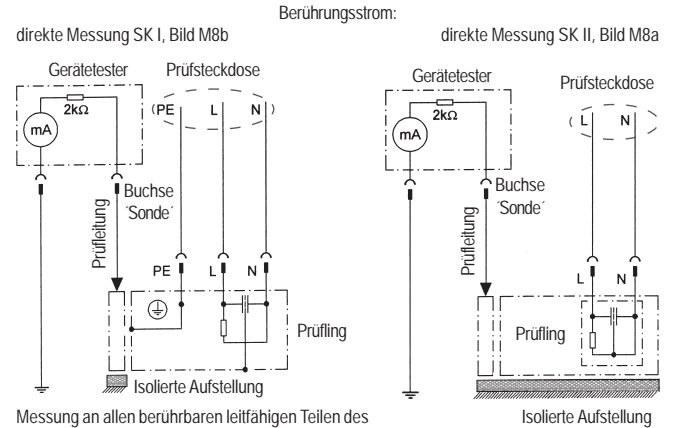 Berührungsstrom:
direkte Messung SK I, Bild M8b
direkte Messung SK II, Bild M8a
Gerätetester
Prüfsteckdose
2kΩ
mA
PE
L
N
Buchse
´Sonde´
Prüfleitung
PE
L
N
Prüfling
Isolierte Aufstellung
Gerätetester
Prüfsteckdose
2kΩ
mA
L
N
Buchse
´Sonde´
Prüfleitung
L
N
Prüfling
Messung an allen berührbaren leitfähigen Teilen des
Isolierte Aufstellung